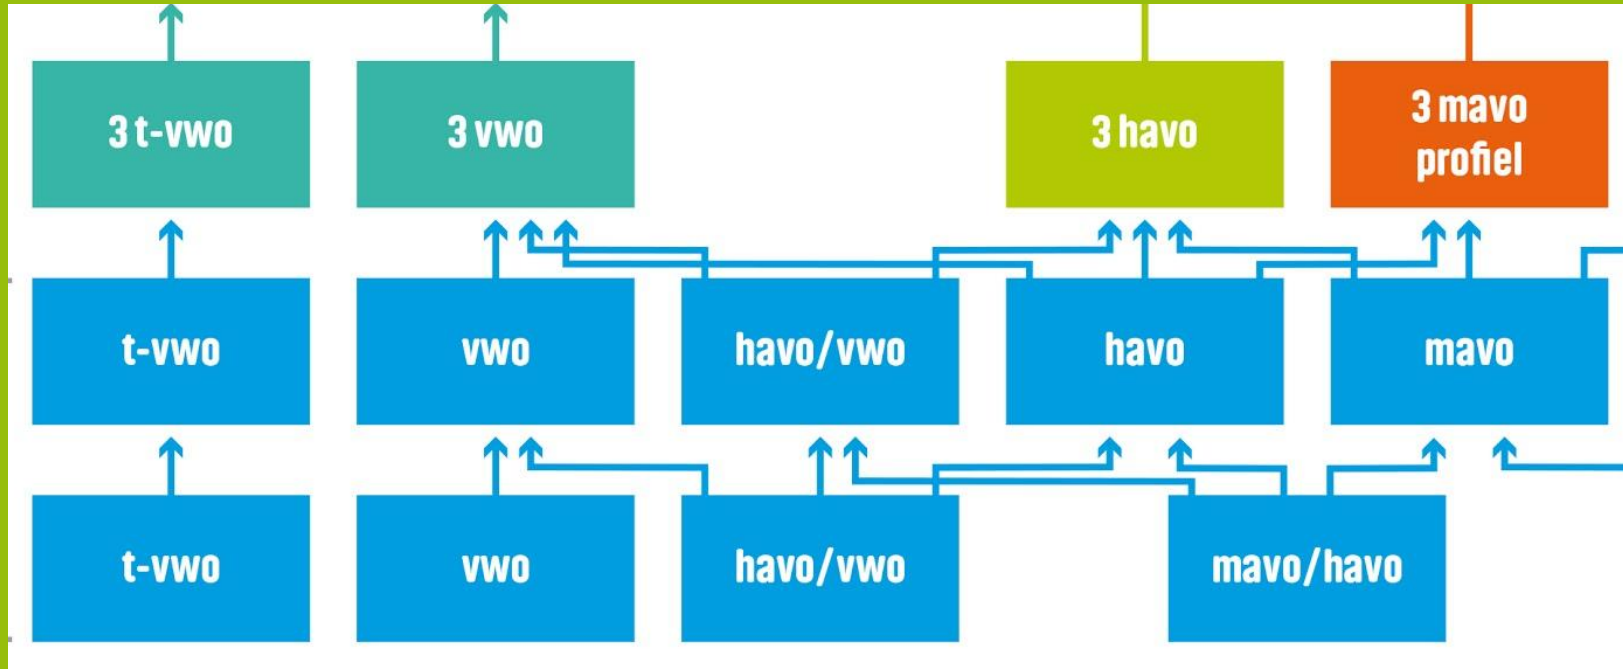 3 t-vwo
3 vwo
3 havo
3 mavo
profiel
t-vwo
vwo
havo/vwo
havo
mavo
t-vwo
vwo
havo/vwo
mavo/havo